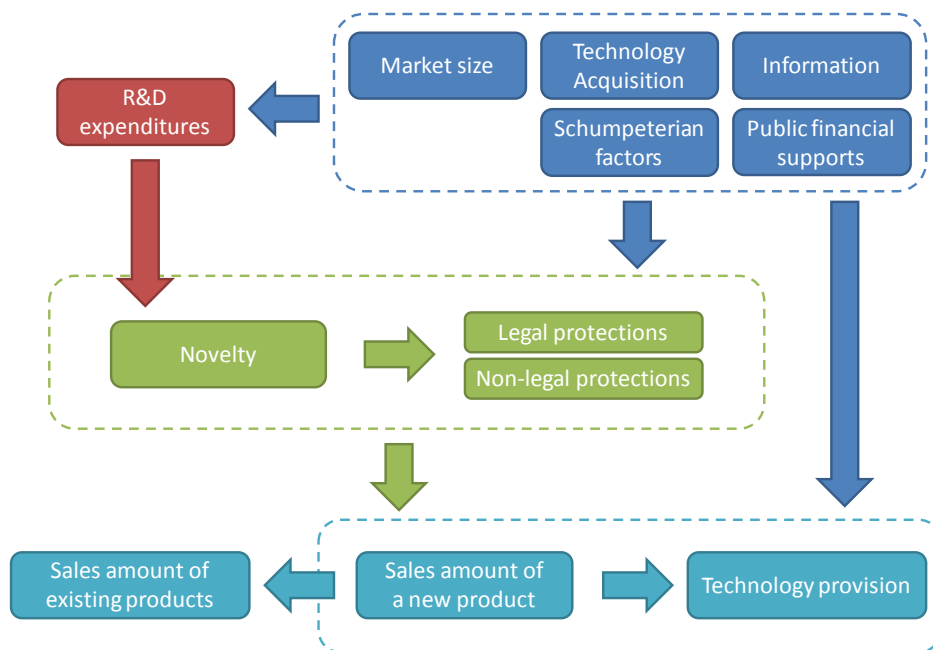 Market size
Technology
Acquisition
Information
R&D
expenditures
Schumpeterian
factors
Public financial
supports
Novelty
Legal protections
Non-legal protections
Sales amount of
existing products
Sales amount of
a new product
Technology provision